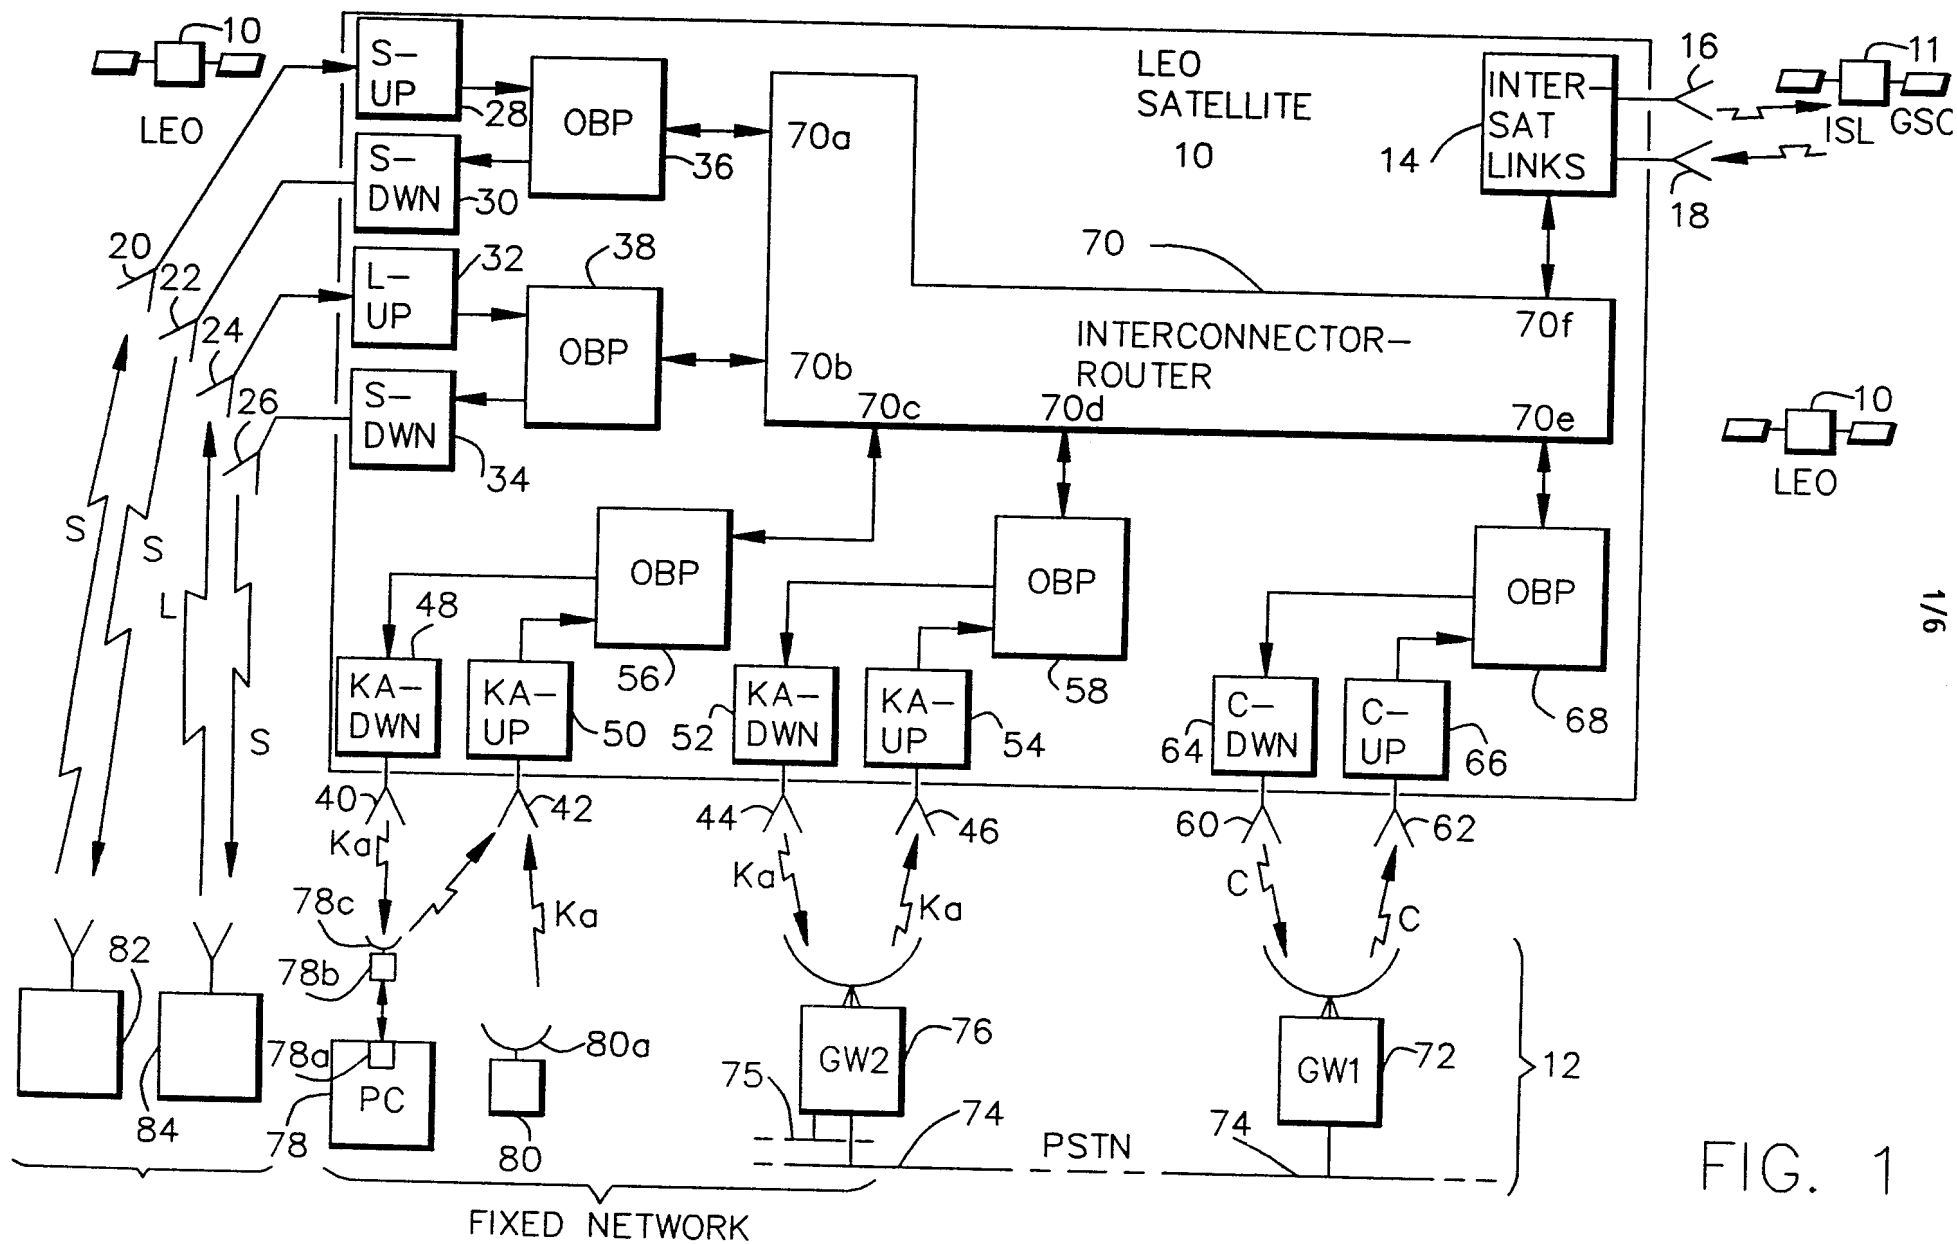 10
LEO
S-
UP
28
OBP
36
S-
DWN
30
L-
UP
32
38
OBP
S-
DWN
34
20
22
24
26
S
S
L
S
LEO
SATELLITE
10
INTER-
SAT
LINKS
14
16
18
11
ISL
GSO
70
70a
70b
70c
70d
70e
70f
INTERCONNECTOR-
ROUTER
10
LEO
1/6
OBP
56
OBP
58
OBP
68
48
KA-
DWN
KA-
UP
50
52
KA-
DWN
KA-
UP
54
64
C-
DWN
C-
UP
66
40
42
44
46
60
62
Ka
Ka
Ka
Ka
C
C
78c
78b
78a
PC
78
80a
80
82
84
GW2
76
75
74
PSTN
74
GW1
72
12
FIXED NETWORK
FIG. 1